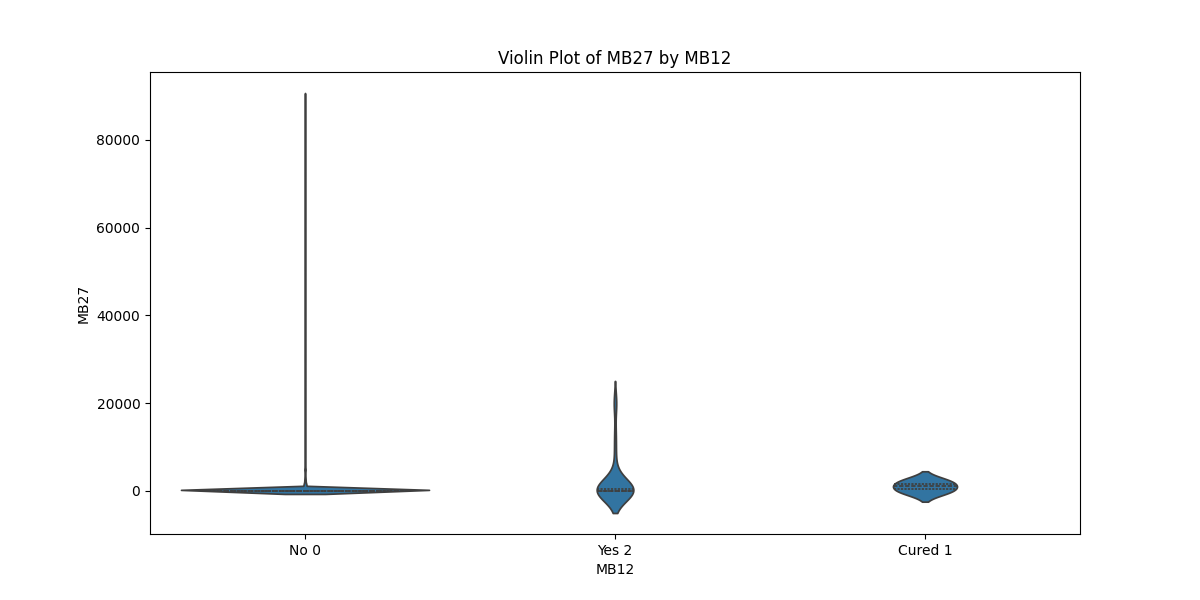 Violin Plot of MB27 by MB12
80000
60000
40000
20000
0
MB27
No 0
Yes 2
Cured 1
MB12